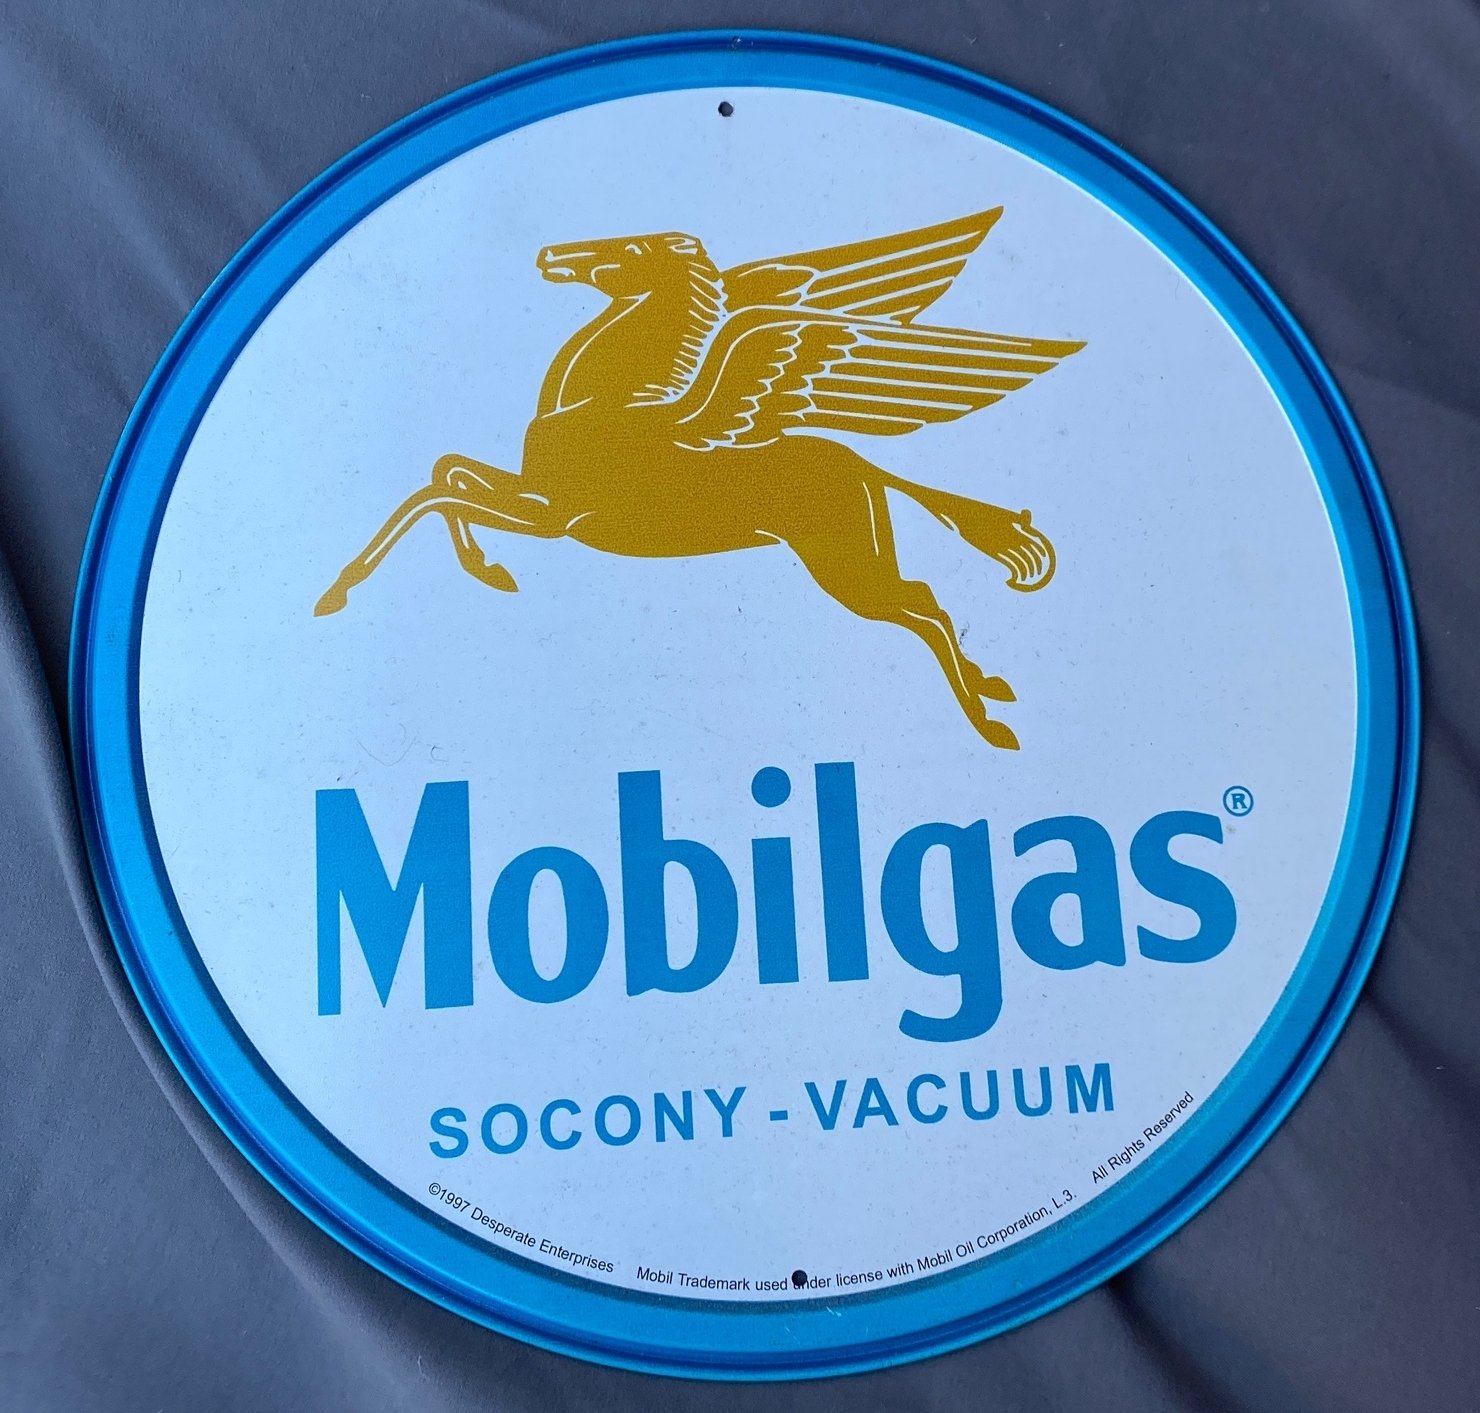 Mobilgas®
SOCONY - VACUUM
©1997 Desperate Enterprises Mobil Trademark used under license with Mobil Oil Corporation, L.3. All Rights Reserved